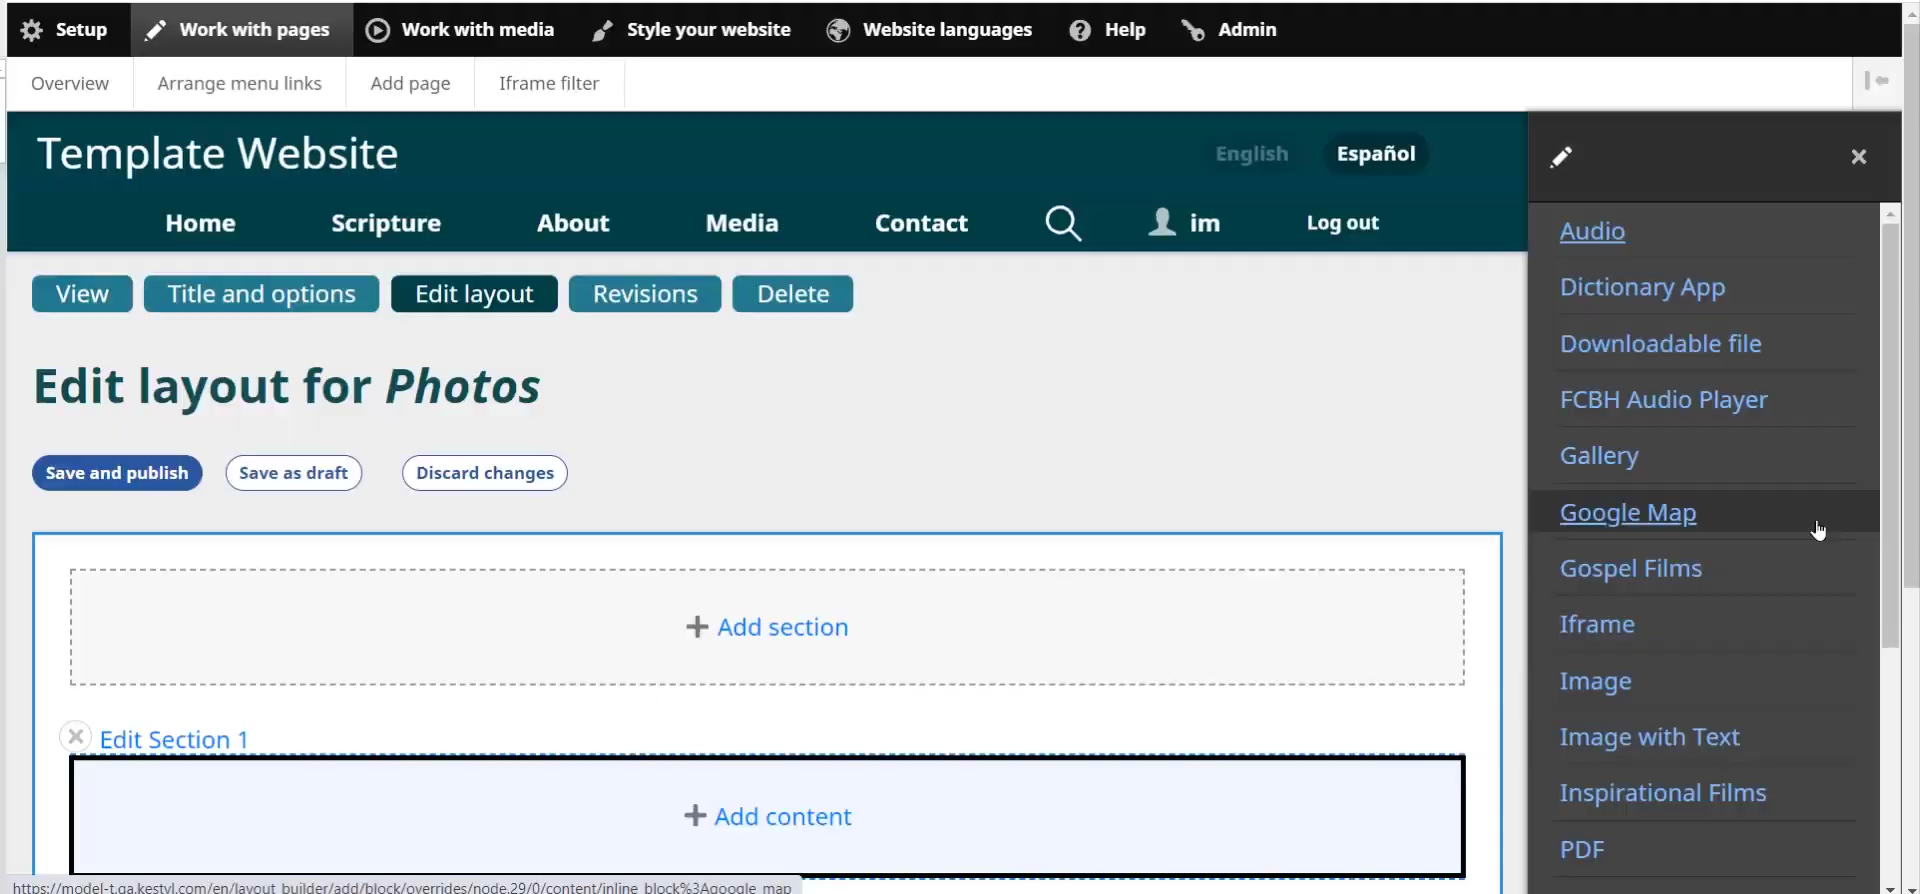 Setup Work with pages Work with media Style your website Website languages Help Admin
Overview Arrange menu links Add page Iframe filter
Template Website English Español
Home Scripture About Media Contact im Log out
View Title and options Edit layout Revisions Delete
Edit layout for Photos
Save and publish Save as draft Discard changes
+ Add section
Edit Section 1
+ Add content
Audio
Dictionary App
Downloadable file
FCBH Audio Player
Gallery
Google Map
Gospel Films
Iframe
Image
Image with Text
Inspirational Films
PDF
https://model-t.qa.kestyl.com/en/layout_builder/add/block/overrides/node.29/0/content/inline_block%3Agoogle_map